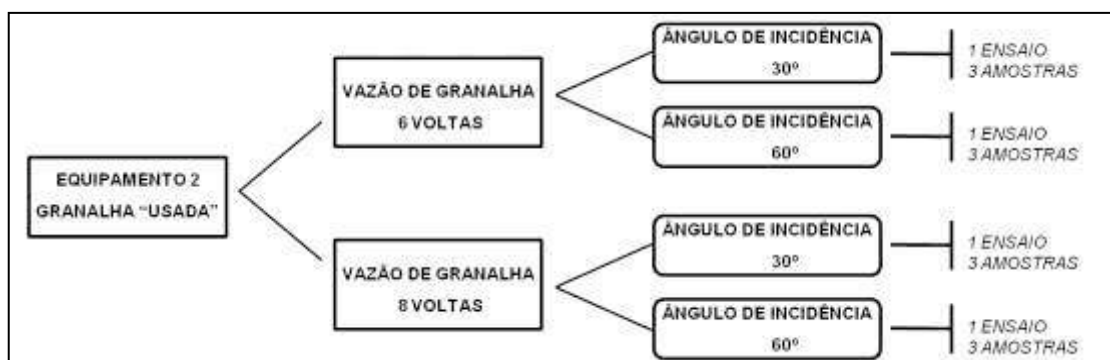 EQUIPAMENTO 2
GRANALHA “USADA”
VAZÃO DE GRANALHA
6 VOLTAS
ÂNGULO DE INCIDÊNCIA
30º
1 ENSAIO
3 AMOSTRAS
ÂNGULO DE INCIDÊNCIA
60º
1 ENSAIO
3 AMOSTRAS
VAZÃO DE GRANALHA
8 VOLTAS
ÂNGULO DE INCIDÊNCIA
30º
1 ENSAIO
3 AMOSTRAS
ÂNGULO DE INCIDÊNCIA
60º
1 ENSAIO
3 AMOSTRAS